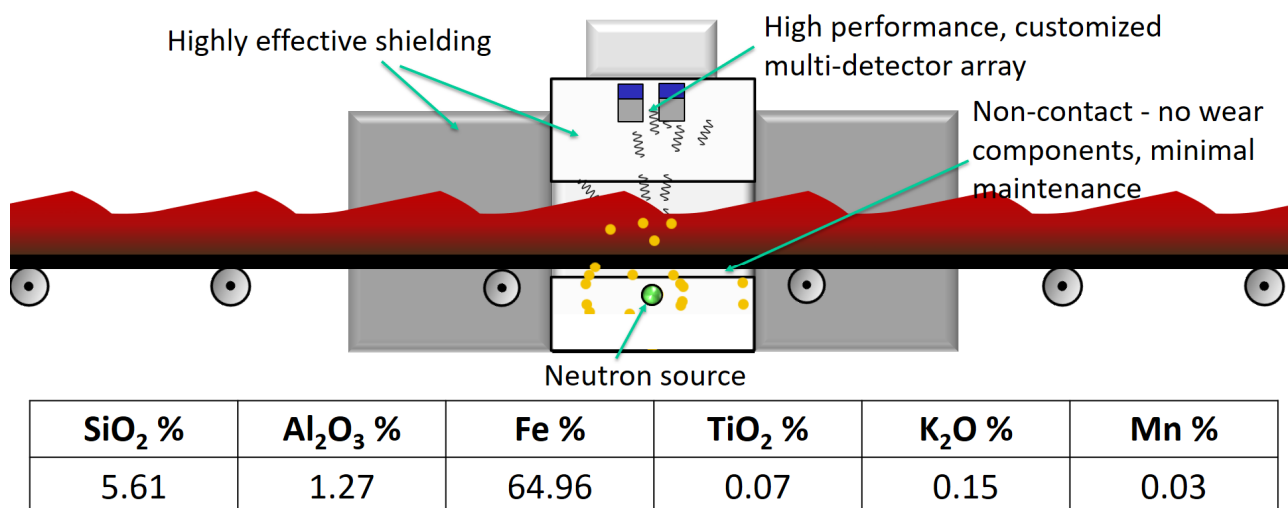 Highly effective shielding
High performance, customized
multi-detector array
Non-contact - no wear
components, minimal
maintenance
Neutron source
SiO₂ % Al₂O₃ % Fe % TiO₂ % K₂O % Mn %
5.61 1.27 64.96 0.07 0.15 0.03